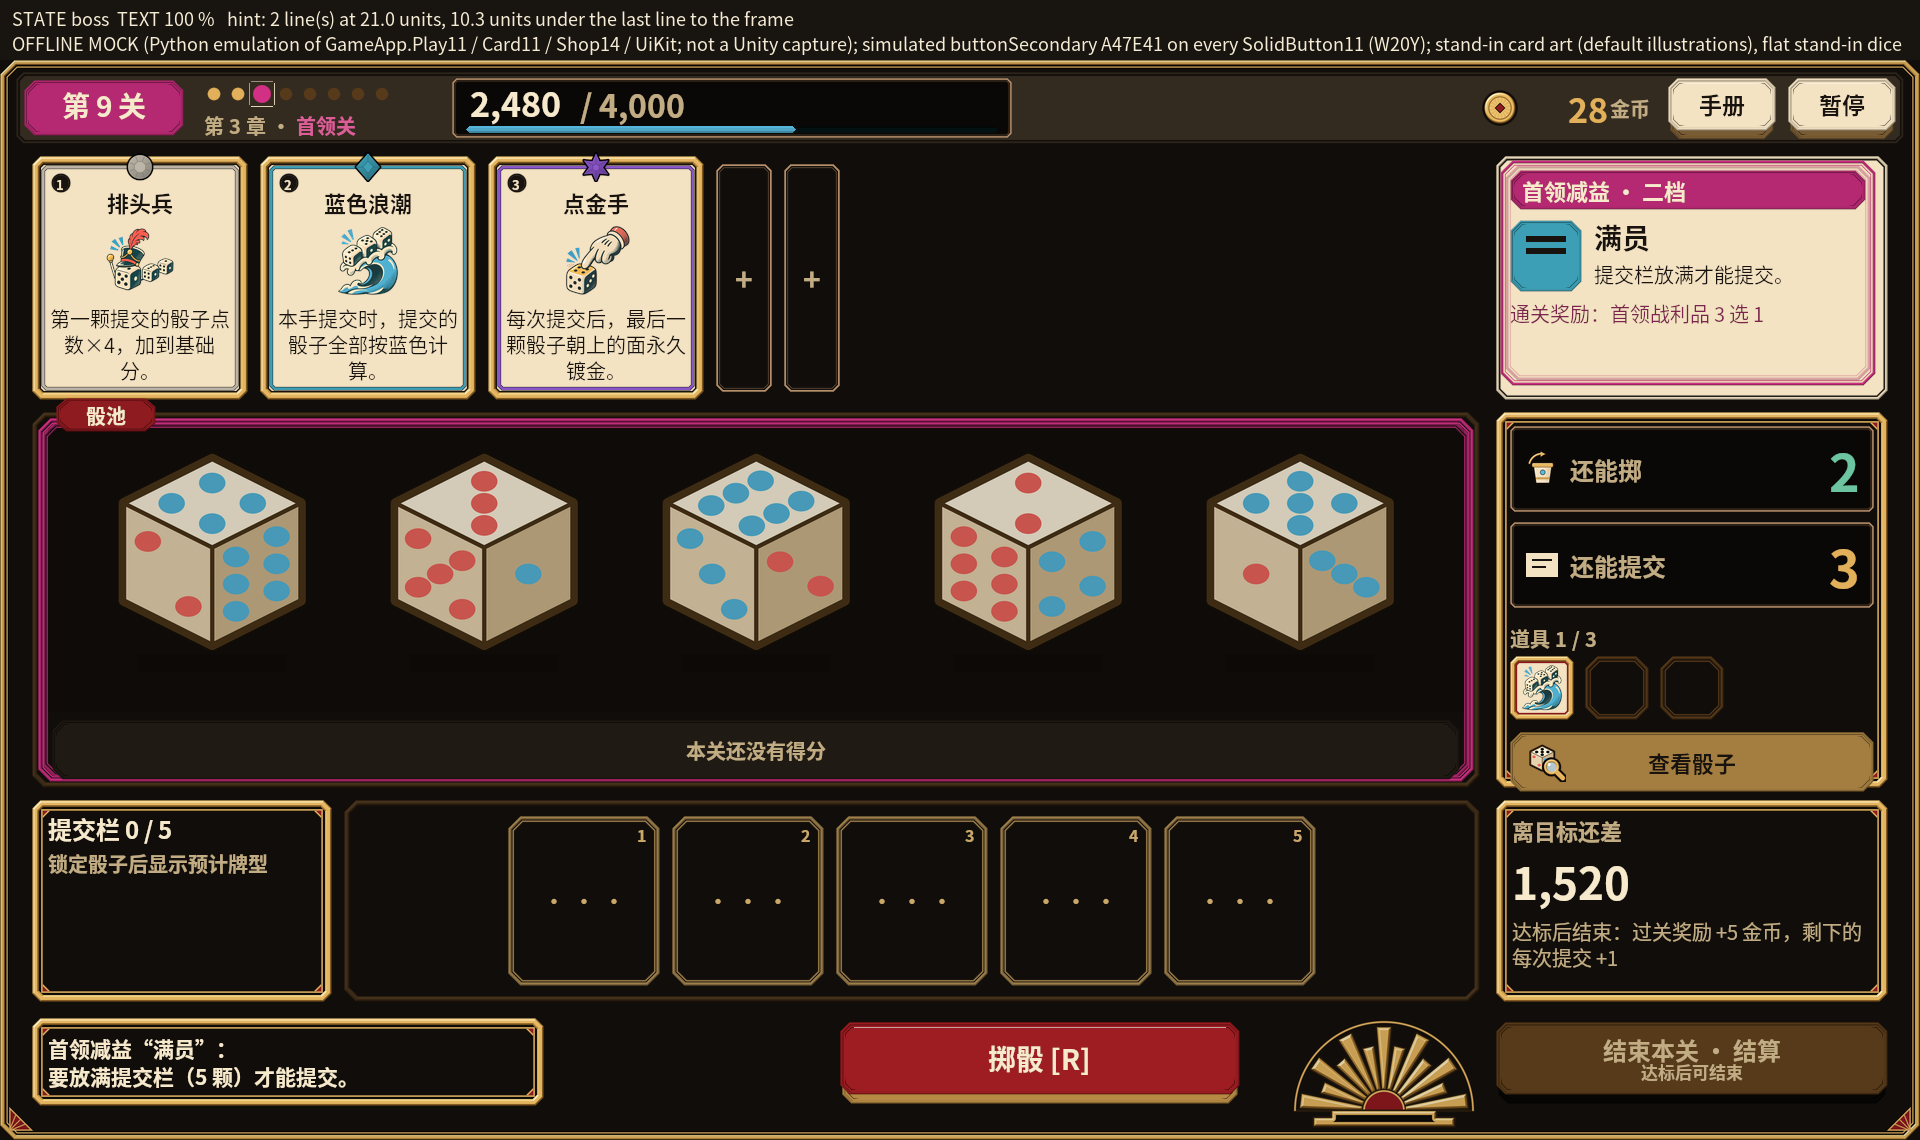 STATE boss TEXT 100 % hint: 2 line(s) at 21.0 units, 10.3 units under the last line to the frame
OFFLINE MOCK (Python emulation of GameApp.Play11 / Card11 / Shop14 / UiKit; not a Unity capture); simulated buttonSecondary A47E41 on every SolidButton11 (W20Y); stand-in card art (default illustrations), flat stand-in dice
第 9 关
第 3 章 · 首领关
2,480 / 4,000
28 金币
手册
暂停
1
排头兵
第一颗提交的骰子点
数×4，加到基础
分。
2
蓝色浪潮
本手提交时，提交的
骰子全部按蓝色计
算。
3
点金手
每次提交后，最后一
颗骰子朝上的面永久
镀金。
+
+
首领减益 · 二档
满员
提交栏放满才能提交。
通关奖励：首领战利品 3 选 1
骰池
本关还没有得分
还能掷
2
还能提交
3
道具 1 / 3
查看骰子
提交栏 0 / 5
锁定骰子后显示预计牌型
1
2
3
4
5
离目标还差
1,520
达标后结束：过关奖励 +5 金币，剩下的
每次提交 +1
首领减益“满员”：
要放满提交栏（5 颗）才能提交。
掷骰 [R]
结束本关 · 结算
达标后可结束